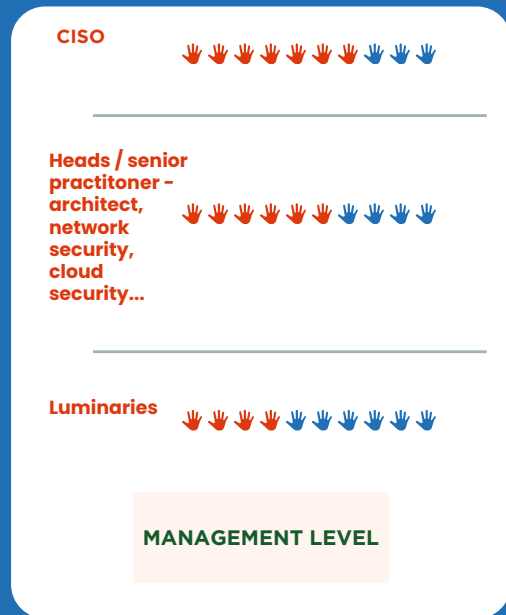 CISO
Heads / senior
practitoner -
architect,
network
security,
cloud
security...
Luminaries
MANAGEMENT LEVEL